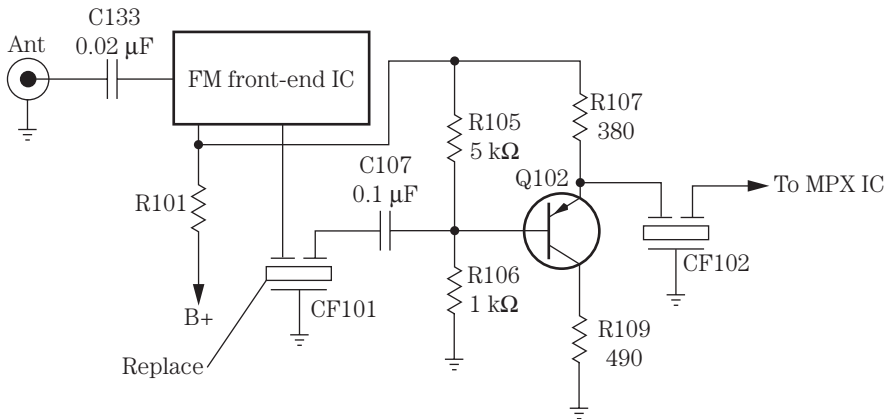 Ant
C133
0.02 µF
FM front-end IC
R105
5 kΩ
R107
380
C107
0.1 µF
Q102
To MPX IC
R101
CF102
R106
1 kΩ
CF101
B+
R109
490
Replace